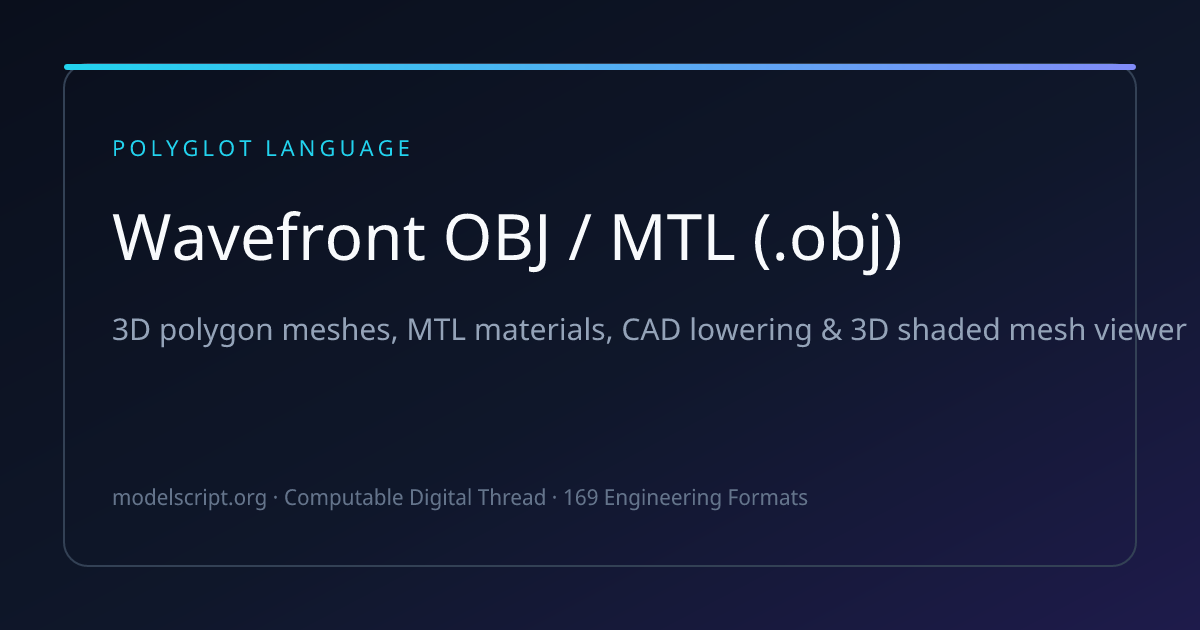 POLYGLOT LANGUAGE
Wavefront OBJ / MTL (.obj)
3D polygon meshes, MTL materials, CAD lowering & 3D shaded mesh viewer
modelscript.org · Computable Digital Thread · 169 Engineering Formats